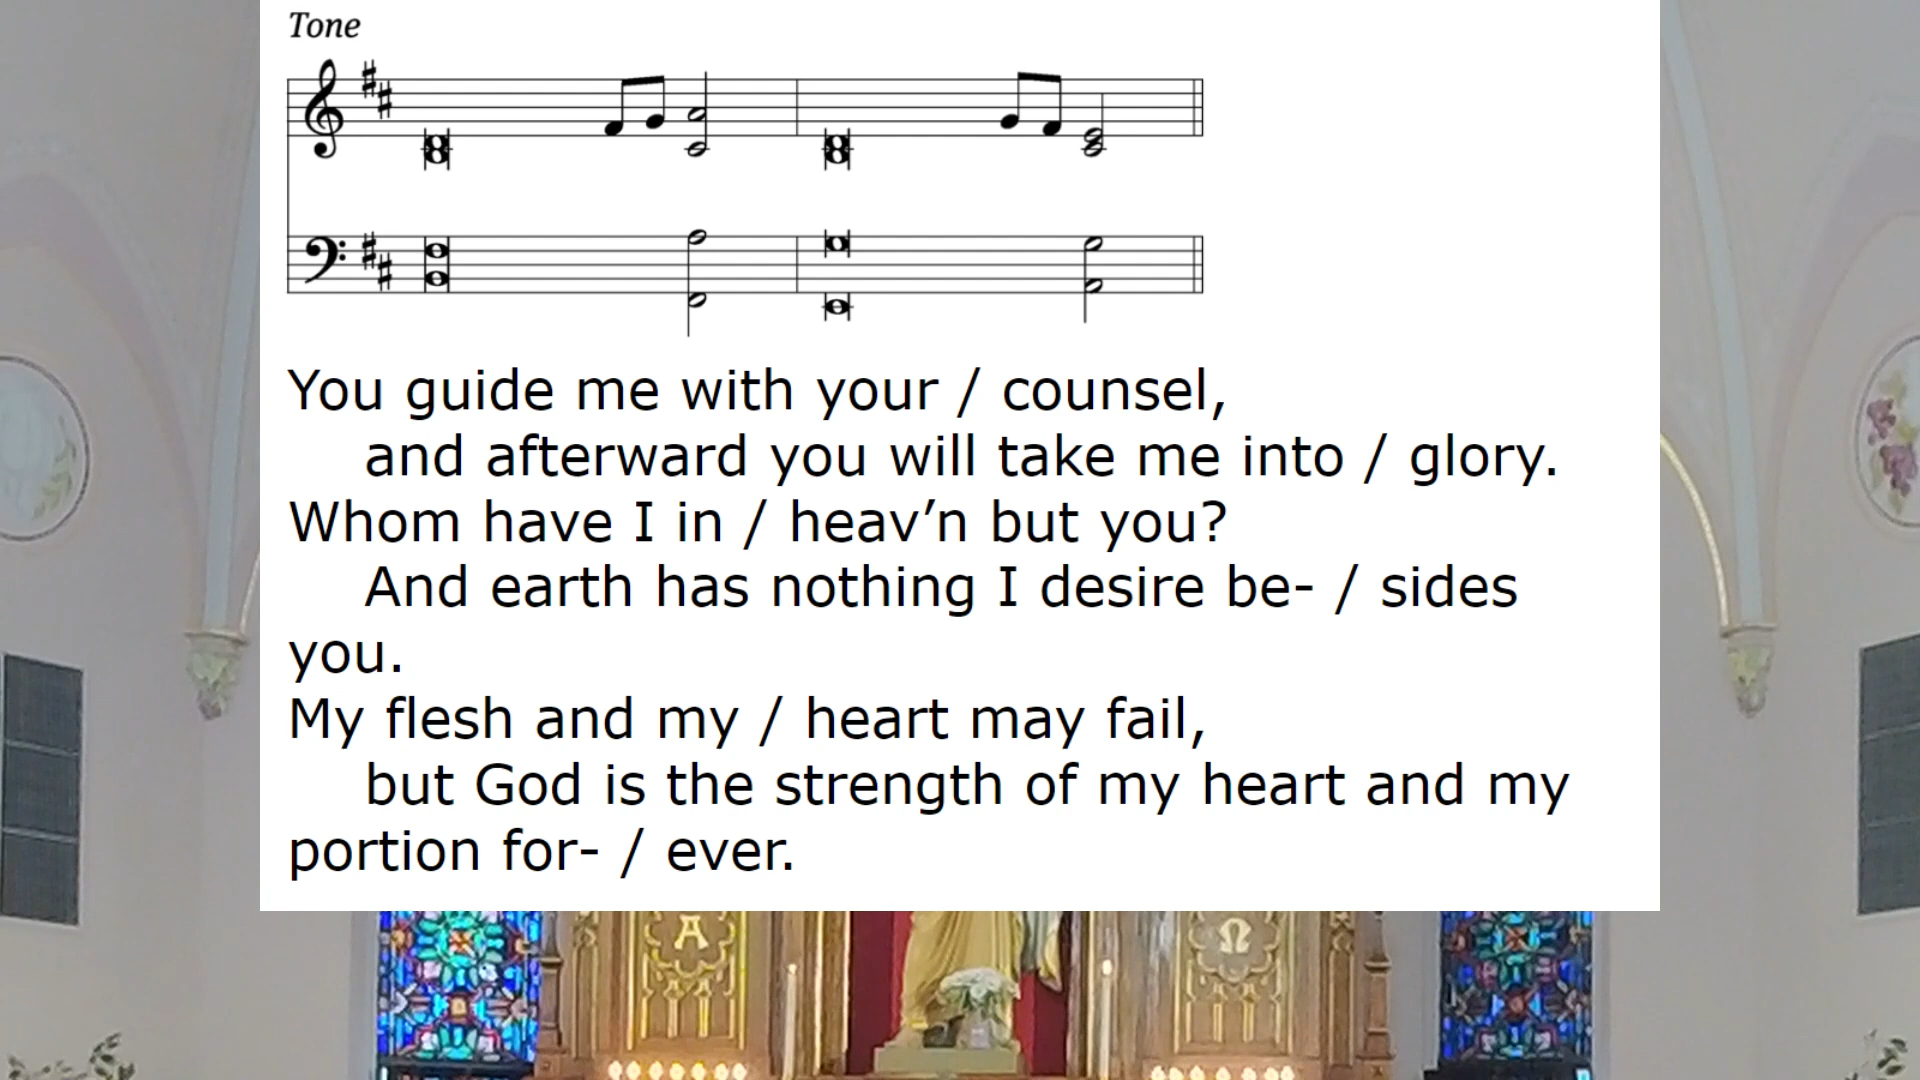 Tone
You guide me with your / counsel,
and afterward you will take me into / glory.
Whom have I in / heav’n but you?
And earth has nothing I desire be- / sides
you.
My flesh and my / heart may fail,
but God is the strength of my heart and my
portion for- / ever.
A Ω